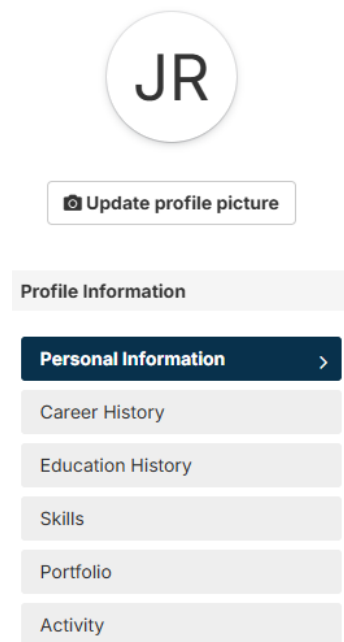 JR
Update profile picture
Profile Information
Personal Information
Career History
Education History
Skills
Portfolio
Activity